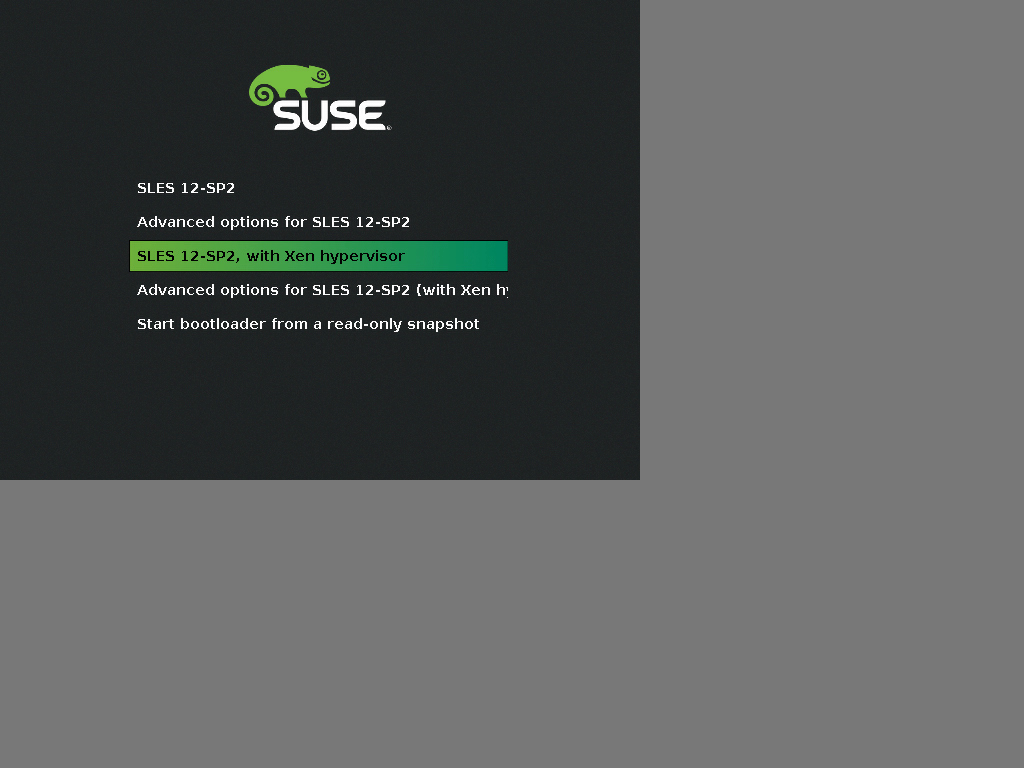 SUSE
SLES 12-SP2
Advanced options for SLES 12-SP2
SLES 12-SP2, with Xen hypervisor
Advanced options for SLES 12-SP2 (with Xen hy
Start bootloader from a read-only snapshot